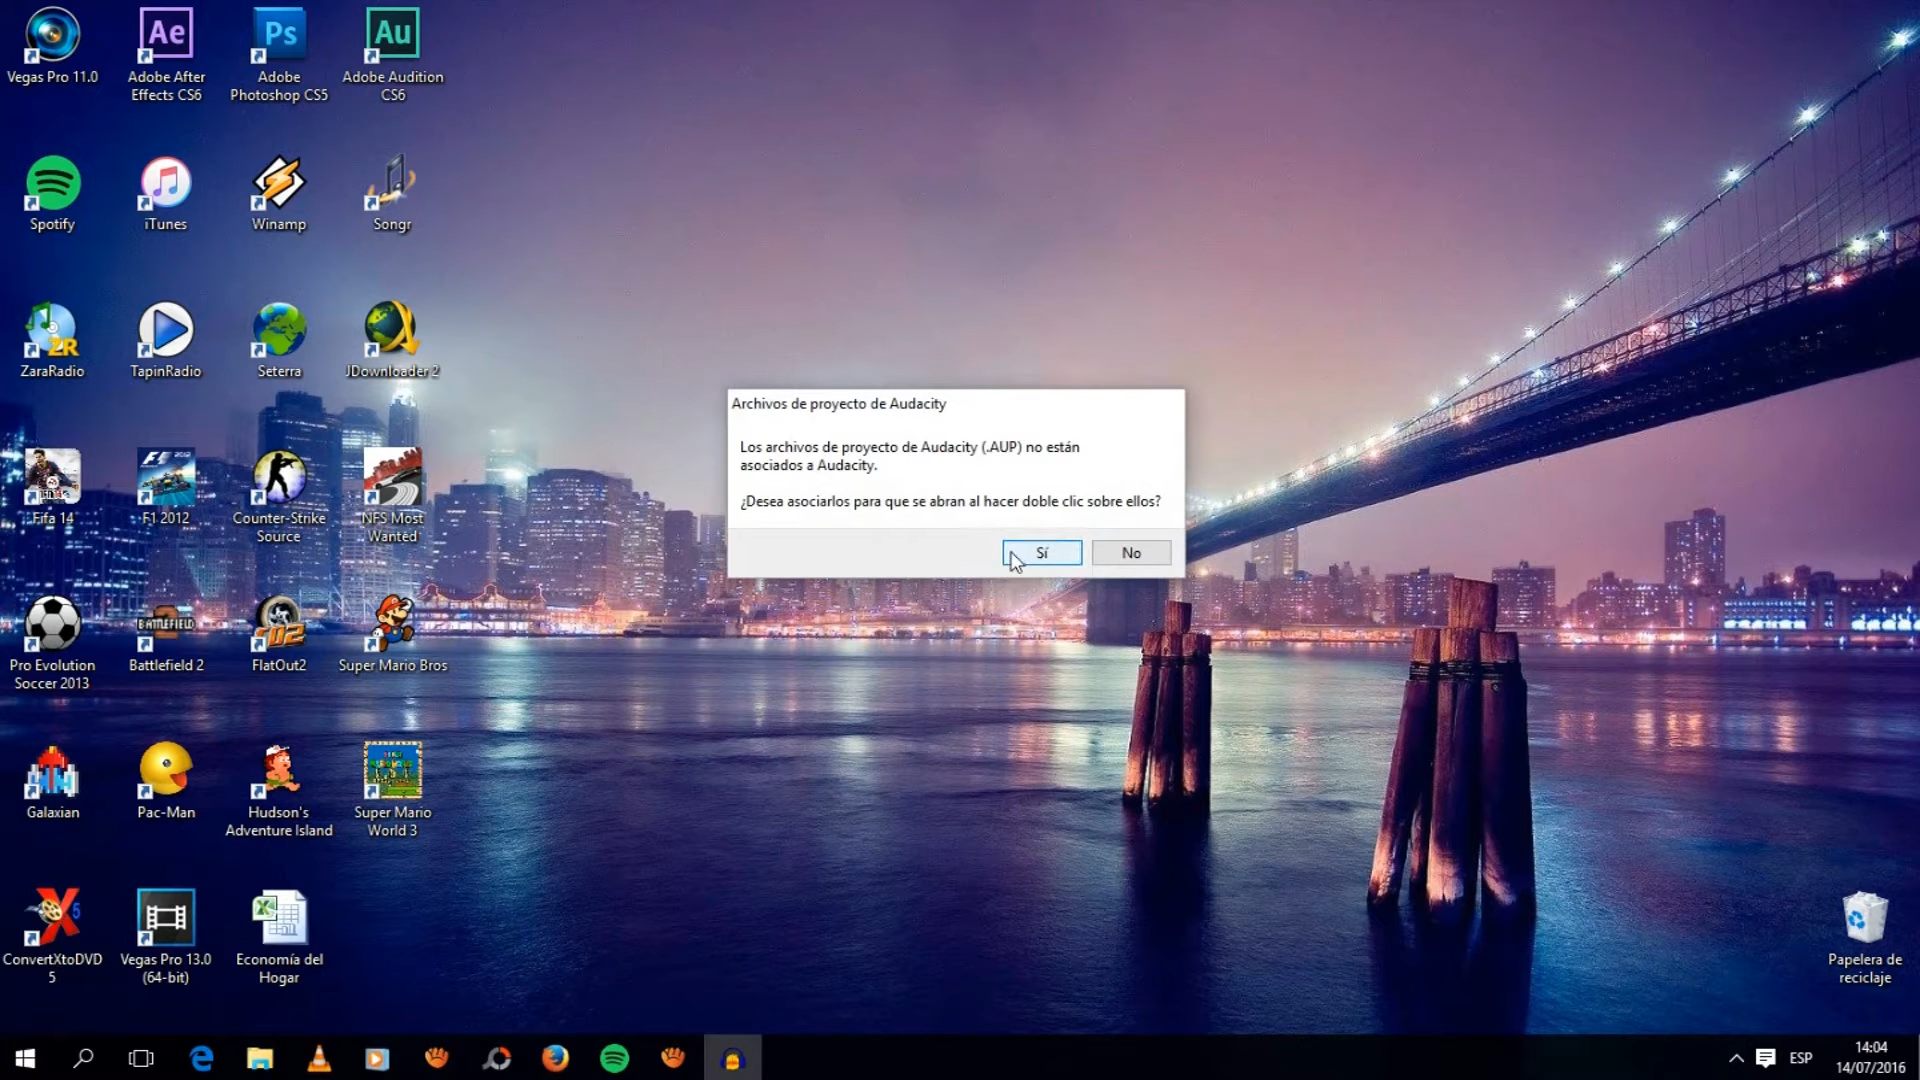 Vegas Pro 11.0
Adobe After
Effects CS6
Adobe
Photoshop CS5
Adobe Audition
CS6
Ae
Ps
Au
Spotify
iTunes
Winamp
Songr
ZR
ZaraRadio
TapinRadio
Seterra
JDownloader 2
Archivos de proyecto de Audacity
Los archivos de proyecto de Audacity (.AUP) no están
asociados a Audacity.
¿Desea asociarlos para que se abran al hacer doble clic sobre ellos?
Sí
No
Fifa 14
F1 2012
Counter-Strike
Source
NFS Most
Wanted
BATTLEFIELD
Pro Evolution
Soccer 2013
Battlefield 2
FlatOut2
Super Mario Bros
Galaxian
Pac-Man
Hudson's
Adventure Island
Super Mario
World 3
ConvertXtoDVD
5
Vegas Pro 13.0
(64-bit)
Economía del
Hogar
Papelera de
reciclaje
ESP
14:04
14/07/2016